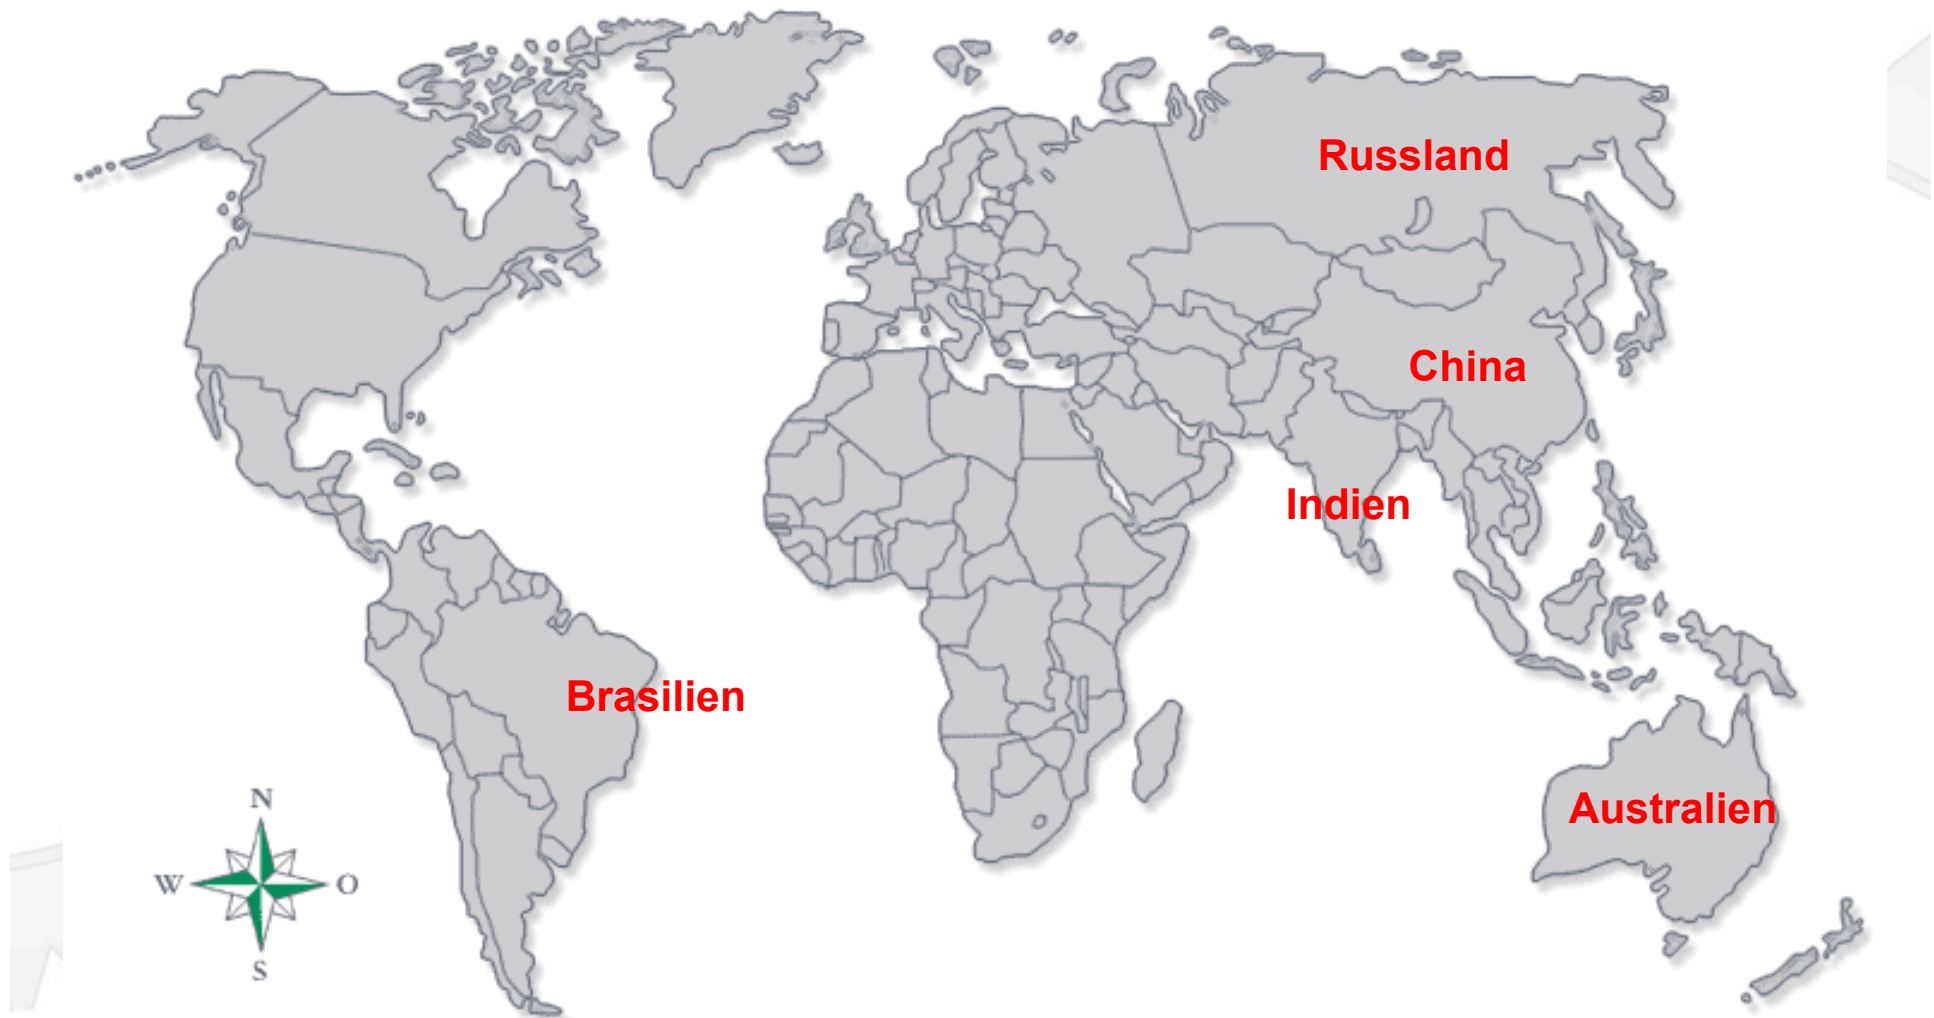 Russland
China
Indien
Brasilien
Australien
N
W
O
S